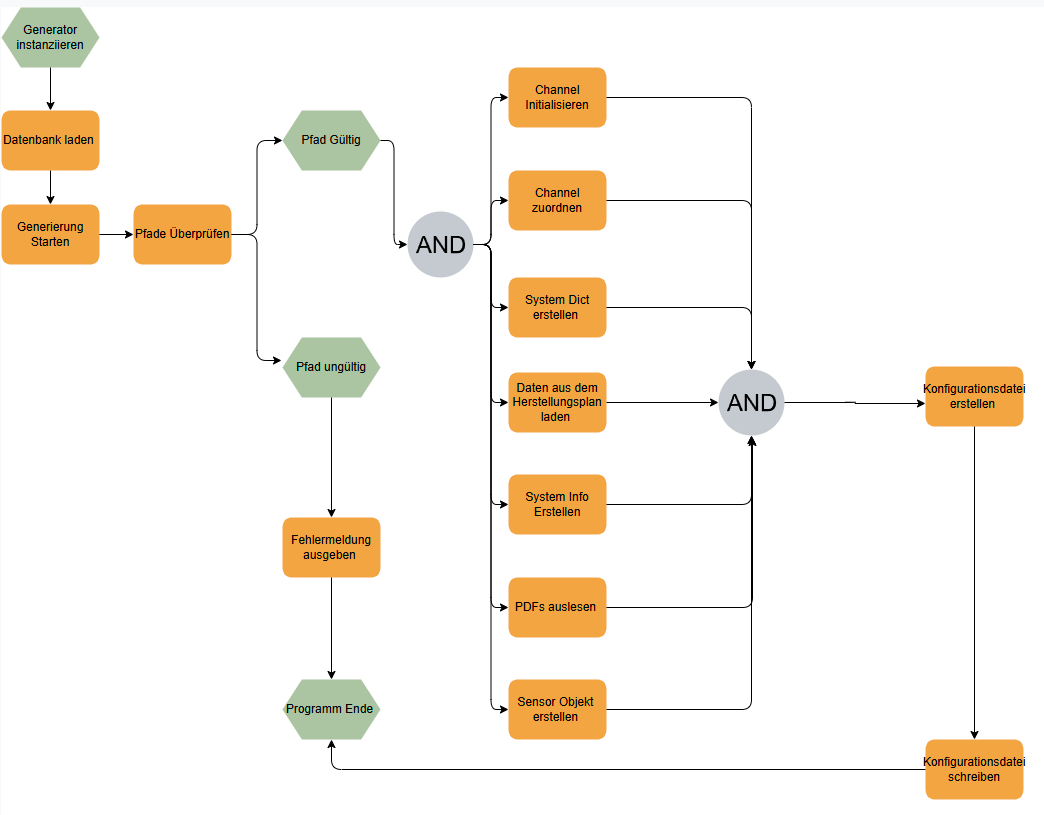 Generator
instanziieren
Datenbank laden
Generierung
Starten
Pfade Überprüfen
Pfad Gültig
Pfad ungültig
Fehlermeldung
ausgeben
Programm Ende
AND
Channel
Initialisieren
Channel
zuordnen
System Dict
erstellen
Daten aus dem
Herstellungsplan
laden
System Info
Erstellen
PDFs auslesen
Sensor Objekt
erstellen
AND
Konfigurationsdatei
erstellen
Konfigurationsdatei
schreiben